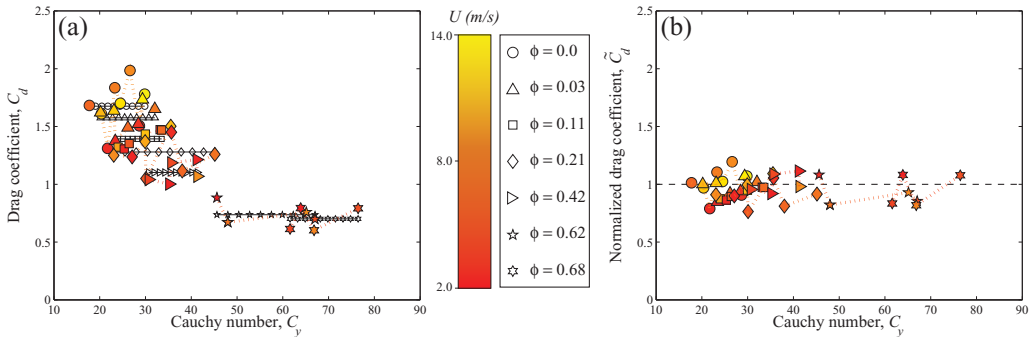 (a)
Drag coefficient, C_d
2.5
2
1.5
1
0.5
0
10 20 30 40 50 60 70 80 90
Cauchy number, C_y
U (m/s)
14.0
8.0
2.0
ϕ = 0.0
ϕ = 0.03
ϕ = 0.11
ϕ = 0.21
ϕ = 0.42
ϕ = 0.62
ϕ = 0.68
(b)
Normalized drag coefficient, C̃_d
2.5
2
1.5
1
0.5
0
10 20 30 40 50 60 70 80 90
Cauchy number, C_y